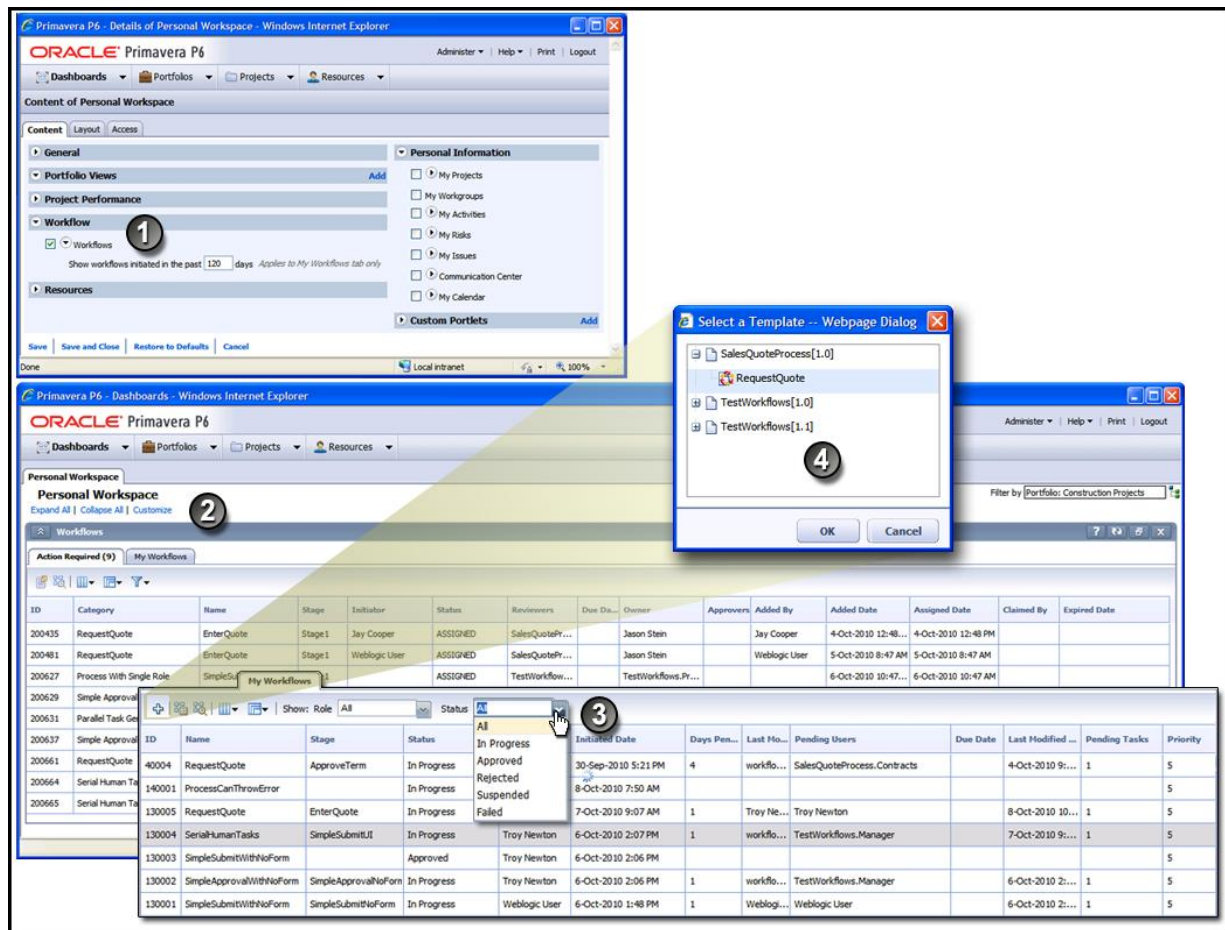 Primavera P6 - Details of Personal Workspace - Windows Internet Explorer
ORACLE Primavera P6
Administer | Help | Print | Logout
Dashboards Portfolios Projects Resources
Content of Personal Workspace
Content Layout Access
General
Portfolio Views Add
Project Performance
Workflow
Workflows
1
Show workflows initiated in the past 120 days Applies to My Workflows tab only
Resources
Personal Information
My Projects
My Workgroups
My Activities
My Risks
My Issues
Communication Center
My Calendar
Custom Portlets Add
Save | Save and Close | Restore to Defaults | Cancel
Done Local intranet 100%
Select a Template -- Webpage Dialog
SalesQuoteProcess[1.0]
RequestQuote
TestWorkflows[1.0]
TestWorkflows[1.1]
4
OK Cancel
Primavera P6 - Dashboards - Windows Internet Explorer
ORACLE Primavera P6
Administer | Help | Print | Logout
Dashboards Portfolios Projects Resources
Personal Workspace
Personal Workspace
2
Filter by Portfolio: Construction Projects
Expand All | Collapse All | Customize
Workflows
Action Required (9) My Workflows
ID Category Name Stage Initiator Status Reviewers Due Da... Owner Approvers Added By Added Date Assigned Date Claimed By Expired Date
200435 RequestQuote EnterQuote Stage1 Jay Cooper ASSIGNED SalesQuotePr... Jason Stein Jay Cooper 4-Oct-2010 12:48... 4-Oct-2010 12:48 PM
200481 RequestQuote EnterQuote Stage1 Weblogic User ASSIGNED SalesQuotePr... Jason Stein Weblogic User 5-Oct-2010 8:47 AM 5-Oct-2010 8:47 AM
200627 Process With Single Role ASSIGNED TestWorkflow... TestWorkflows.Pr... 6-Oct-2010 10:47... 6-Oct-2010 10:47 AM
200629 Simple Approval
200631 Parallel Task Ge
200637 Simple Approval
200661 RequestQuote
200664 Serial Human Ta
200665 Serial Human Ta
My Workflows
Show: Role All Status All
3
All
In Progress
Approved
Rejected
Suspended
Failed
ID Name Stage Status Initiated Date Days Pen... Last Mo... Pending Users Due Date Last Modified ... Pending Tasks Priority
40004 RequestQuote ApproveTerm In Progress 30-Sep-2010 5:21 PM 4 workflo... SalesQuoteProcess.Contracts 4-Oct-2010 9:... 1 5
140001 ProcessCanThrowError In Progress 8-Oct-2010 7:50 AM 5
130005 RequestQuote EnterQuote In Progress 7-Oct-2010 9:07 AM 1 Troy Ne... Troy Newton 8-Oct-2010 10... 1 5
130004 SerialHumanTasks SimpleSubmitUI In Progress Troy Newton 6-Oct-2010 2:07 PM 1 workflo... TestWorkflows.Manager 7-Oct-2010 9:... 1 5
130003 SimpleSubmitWithNoForm Approved Troy Newton 6-Oct-2010 2:06 PM 5
130002 SimpleApprovalWithNoForm SimpleApprovalNoForm In Progress Troy Newton 6-Oct-2010 2:06 PM 1 workflo... TestWorkflows.Manager 6-Oct-2010 2:... 1 5
130001 SimpleSubmitWithNoForm SimpleSubmitNoForm In Progress Weblogic User 6-Oct-2010 1:48 PM 1 Weblogi... Weblogic User 6-Oct-2010 2:... 1 5